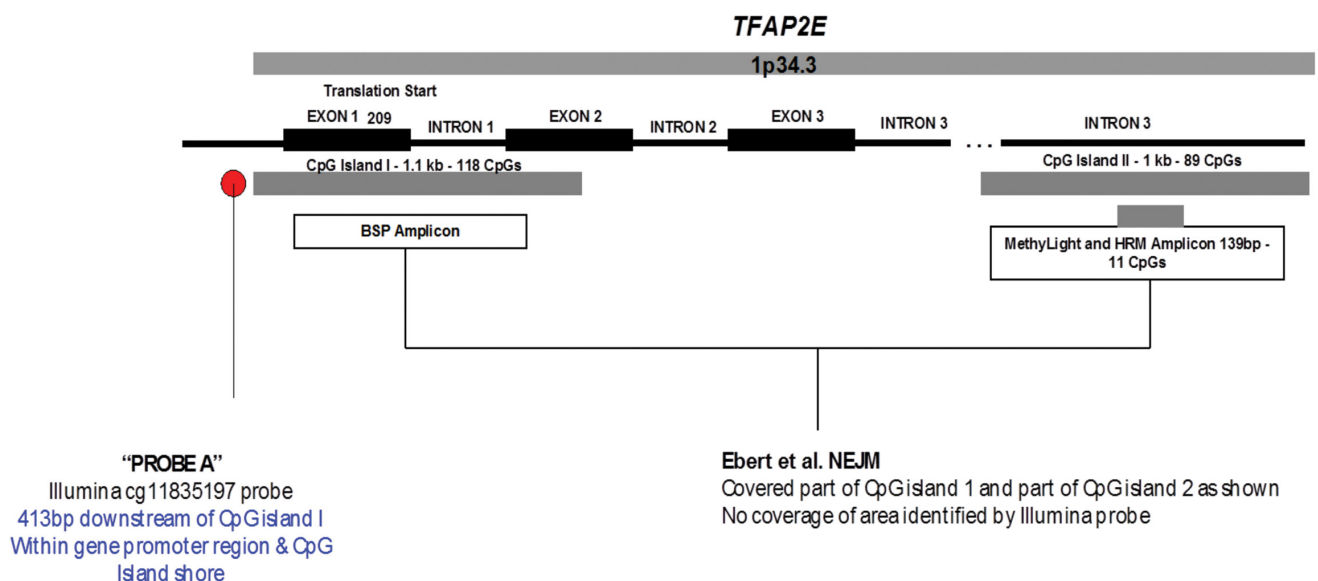 TFAP2E
1p34.3
Translation Start
EXON 1 209
INTRON 1
EXON 2
INTRON 2
EXON 3
INTRON 3
...
INTRON 3
CpG Island I - 1.1 kb - 118 CpGs
CpG Island II - 1 kb - 89 CpGs
BSP Amplicon
MethyLight and HRM Amplicon 139bp -
11 CpGs
“PROBE A”
Illumina cg11835197 probe
413bp downstream of CpG island I
Within gene promoter region & CpG
Island shore
Ebert et al. NEJM
Covered part of CpG island 1 and part of CpG island 2 as shown
No coverage of area identified by Illumina probe